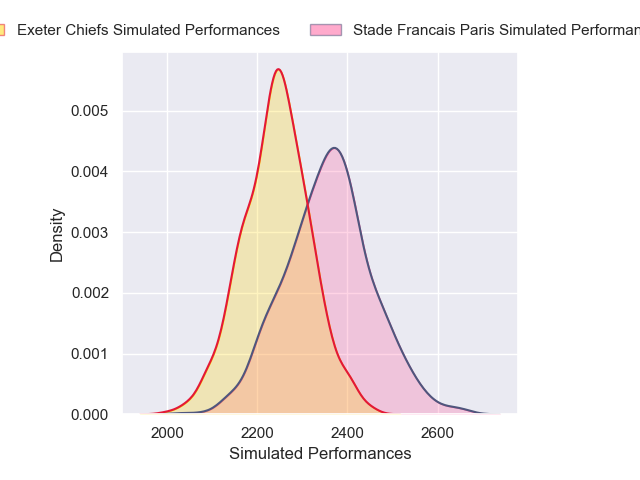 Exeter Chiefs Simulated Performances
Stade Francais Paris Simulated
Density
0.005
0.004
0.003
0.002
0.001
0.000
2000
2200
2400
2600
Simulated Performances